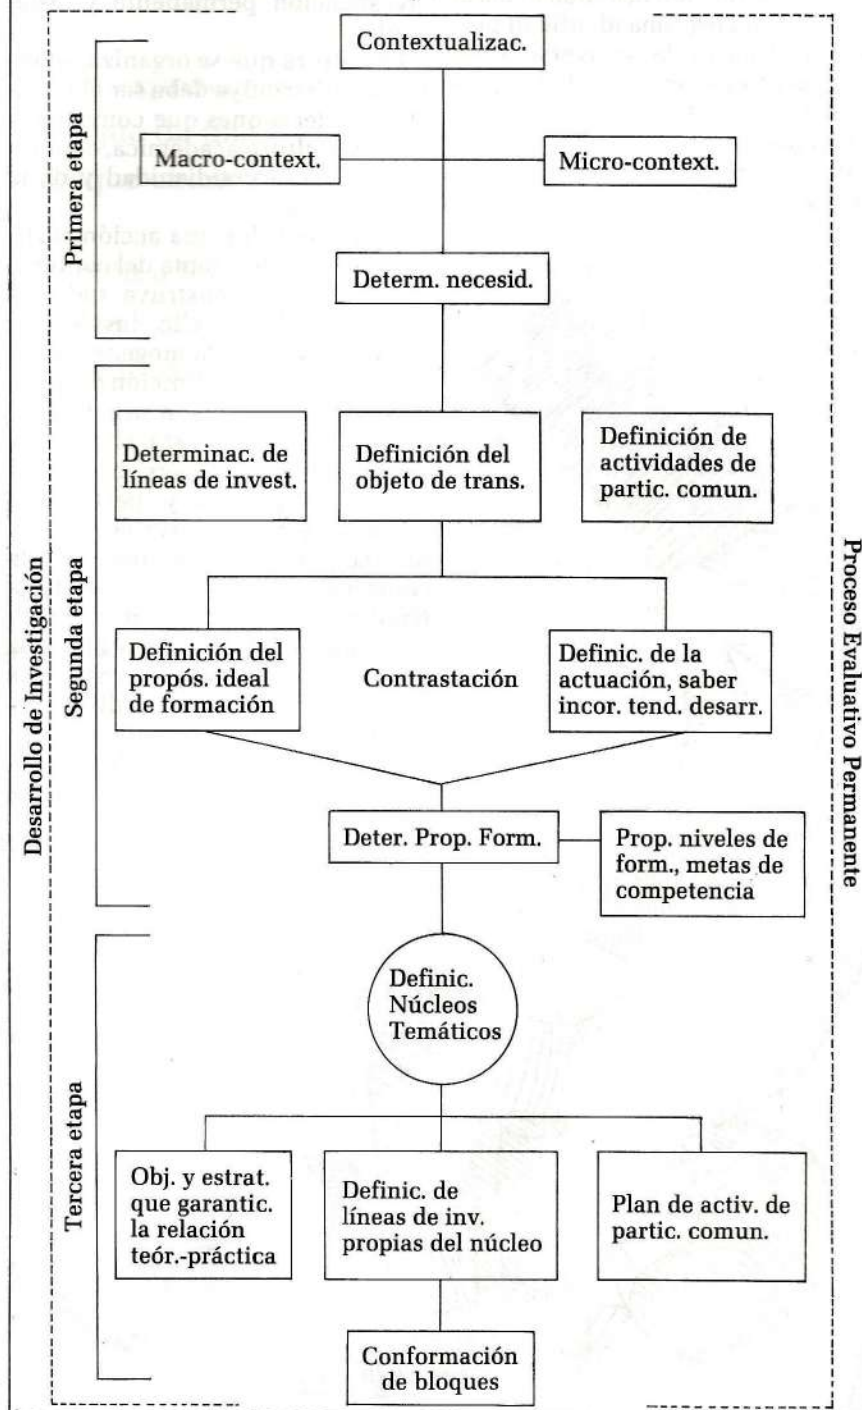 Contextualizac.
Macro-context.
Micro-context.
Determ. necesid.
Primera etapa
Determinac. de
líneas de invest.
Definición del
objeto de trans.
Definición de
actividades de
partic. comun.
Definición del
propós. ideal
de formación
Contrastación
Definic. de la
actuación, saber
incor. tend. desarr.
Deter. Prop. Form.
Prop. niveles de
form., metas de
competencia
Segunda etapa
Definic.
Núcleos
Temáticos
Obj. y estrat.
que garantic.
la relación
teór.-práctica
Definic. de
líneas de inv.
propias del núcleo
Plan de activ. de
partic. comun.
Conformación
de bloques
Tercera etapa
Desarrollo de Investigación
Proceso Evaluativo Permanente